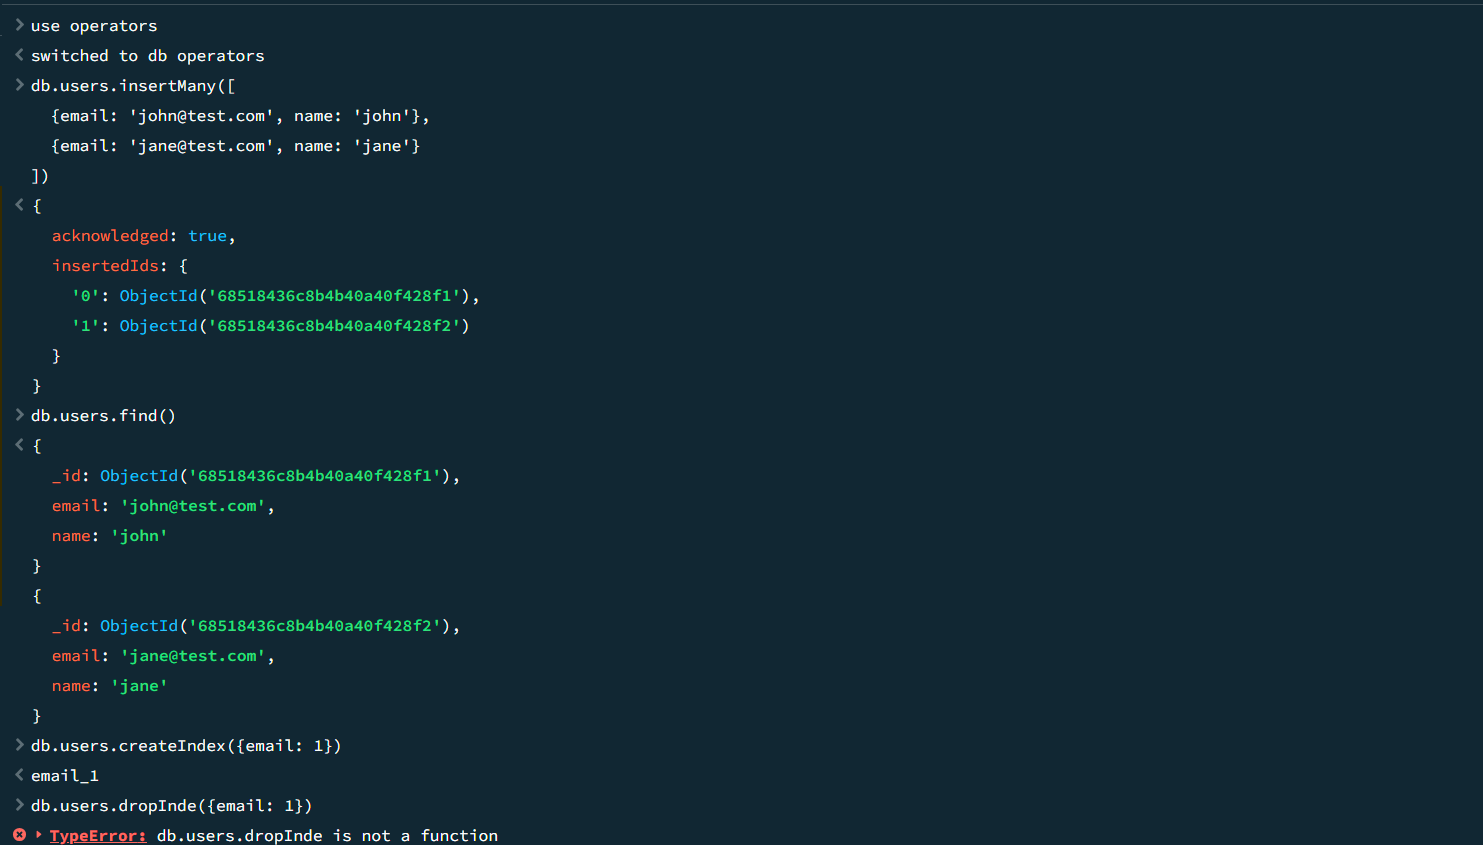 use operators
switched to db operators
db.users.insertMany([
  {email: 'john@test.com', name: 'john'},
  {email: 'jane@test.com', name: 'jane'}
])
{
  acknowledged: true,
  insertedIds: {
    '0': ObjectId('68518436c8b4b40a40f428f1'),
    '1': ObjectId('68518436c8b4b40a40f428f2')
  }
}
db.users.find()
{
  _id: ObjectId('68518436c8b4b40a40f428f1'),
  email: 'john@test.com',
  name: 'john'
}
{
  _id: ObjectId('68518436c8b4b40a40f428f2'),
  email: 'jane@test.com',
  name: 'jane'
}
db.users.createIndex({email: 1})
email_1
db.users.dropInde({email: 1})
TypeError: db.users.dropInde is not a function